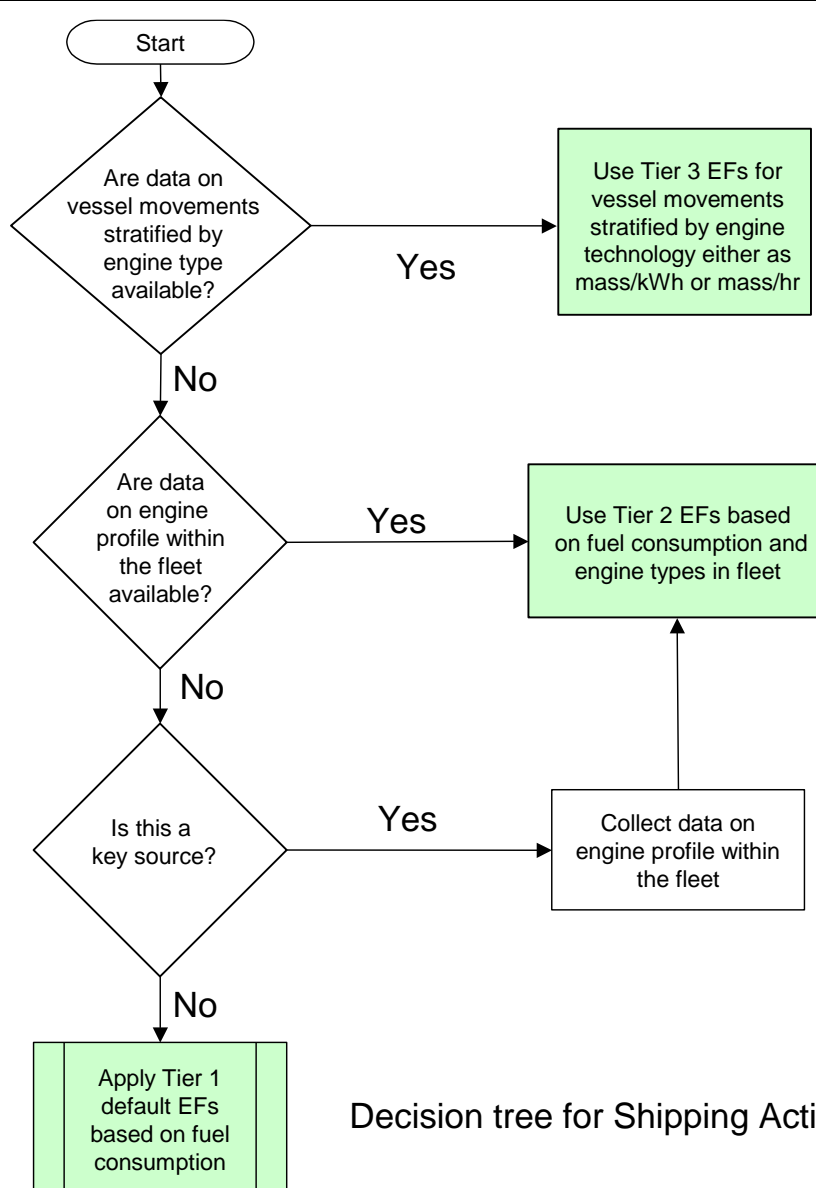 Start
Are data on
vessel movements
stratified by
engine type
available?
Yes
Use Tier 3 EFs for
vessel movements
stratified by engine
technology either as
mass/kWh or mass/hr
No
Are data
on engine
profile within
the fleet
available?
Yes
Use Tier 2 EFs based
on fuel consumption and
engine types in fleet
No
Is this a
key source?
Yes
Collect data on
engine profile within
the fleet
No
Apply Tier 1
default EFs
based on fuel
consumption
Decision tree for Shipping Acti